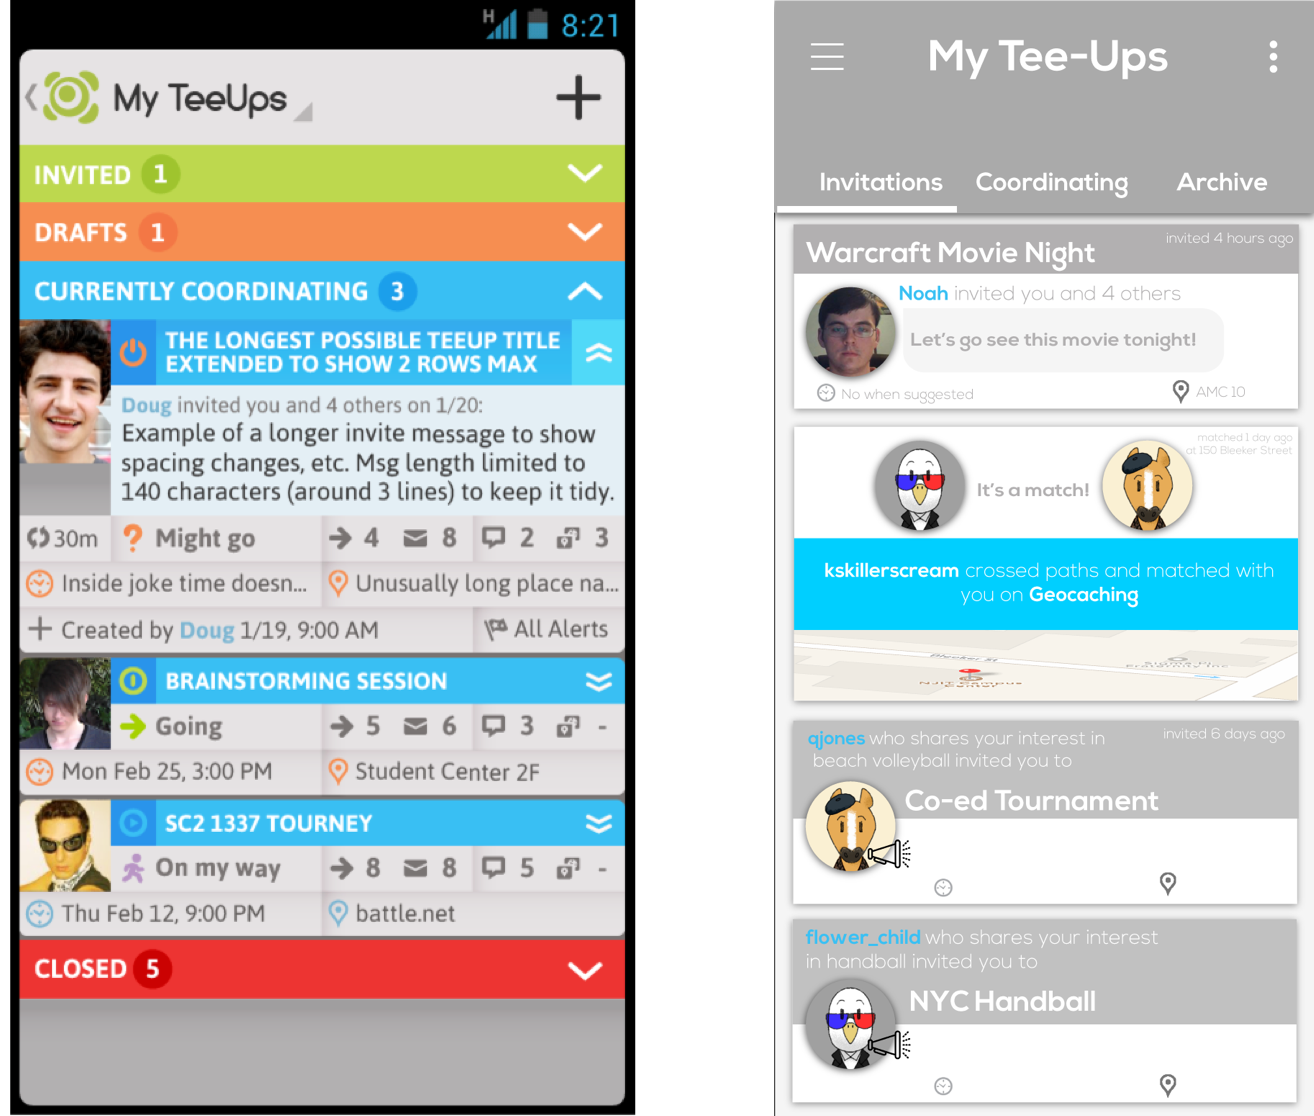 H 8:21
My TeeUps
INVITED 1
DRAFTS 1
CURRENTLY COORDINATING 3
THE LONGEST POSSIBLE TEEUP TITLE
EXTENDED TO SHOW 2 ROWS MAX
Doug invited you and 4 others on 1/20:
Example of a longer invite message to show
spacing changes, etc. Msg length limited to
140 characters (around 3 lines) to keep it tidy.
30m ? Might go 4 8 2 3
Inside joke time doesn... Unusually long place na...
Created by Doug 1/19, 9:00 AM All Alerts
BRAINSTORMING SESSION
Going 5 6 3 -
Mon Feb 25, 3:00 PM Student Center 2F
SC2 1337 TOURNEY
On my way 8 8 5 -
Thu Feb 12, 9:00 PM battle.net
CLOSED 5
My Tee-Ups
Invitations Coordinating Archive
invited 4 hours ago
Warcraft Movie Night
Noah invited you and 4 others
Let's go see this movie tonight!
No when suggested AMC 10
matched 1 day ago
at 150 Bleeker Street
It's a match!
kskillerscream crossed paths and matched with
you on Geocaching
Bleeker St
NJIT Campus
Center
qjones who shares your interest in
beach volleyball invited you to
invited 6 days ago
Co-ed Tournament
flower_child who shares your interest
in handball invited you to
NYC Handball